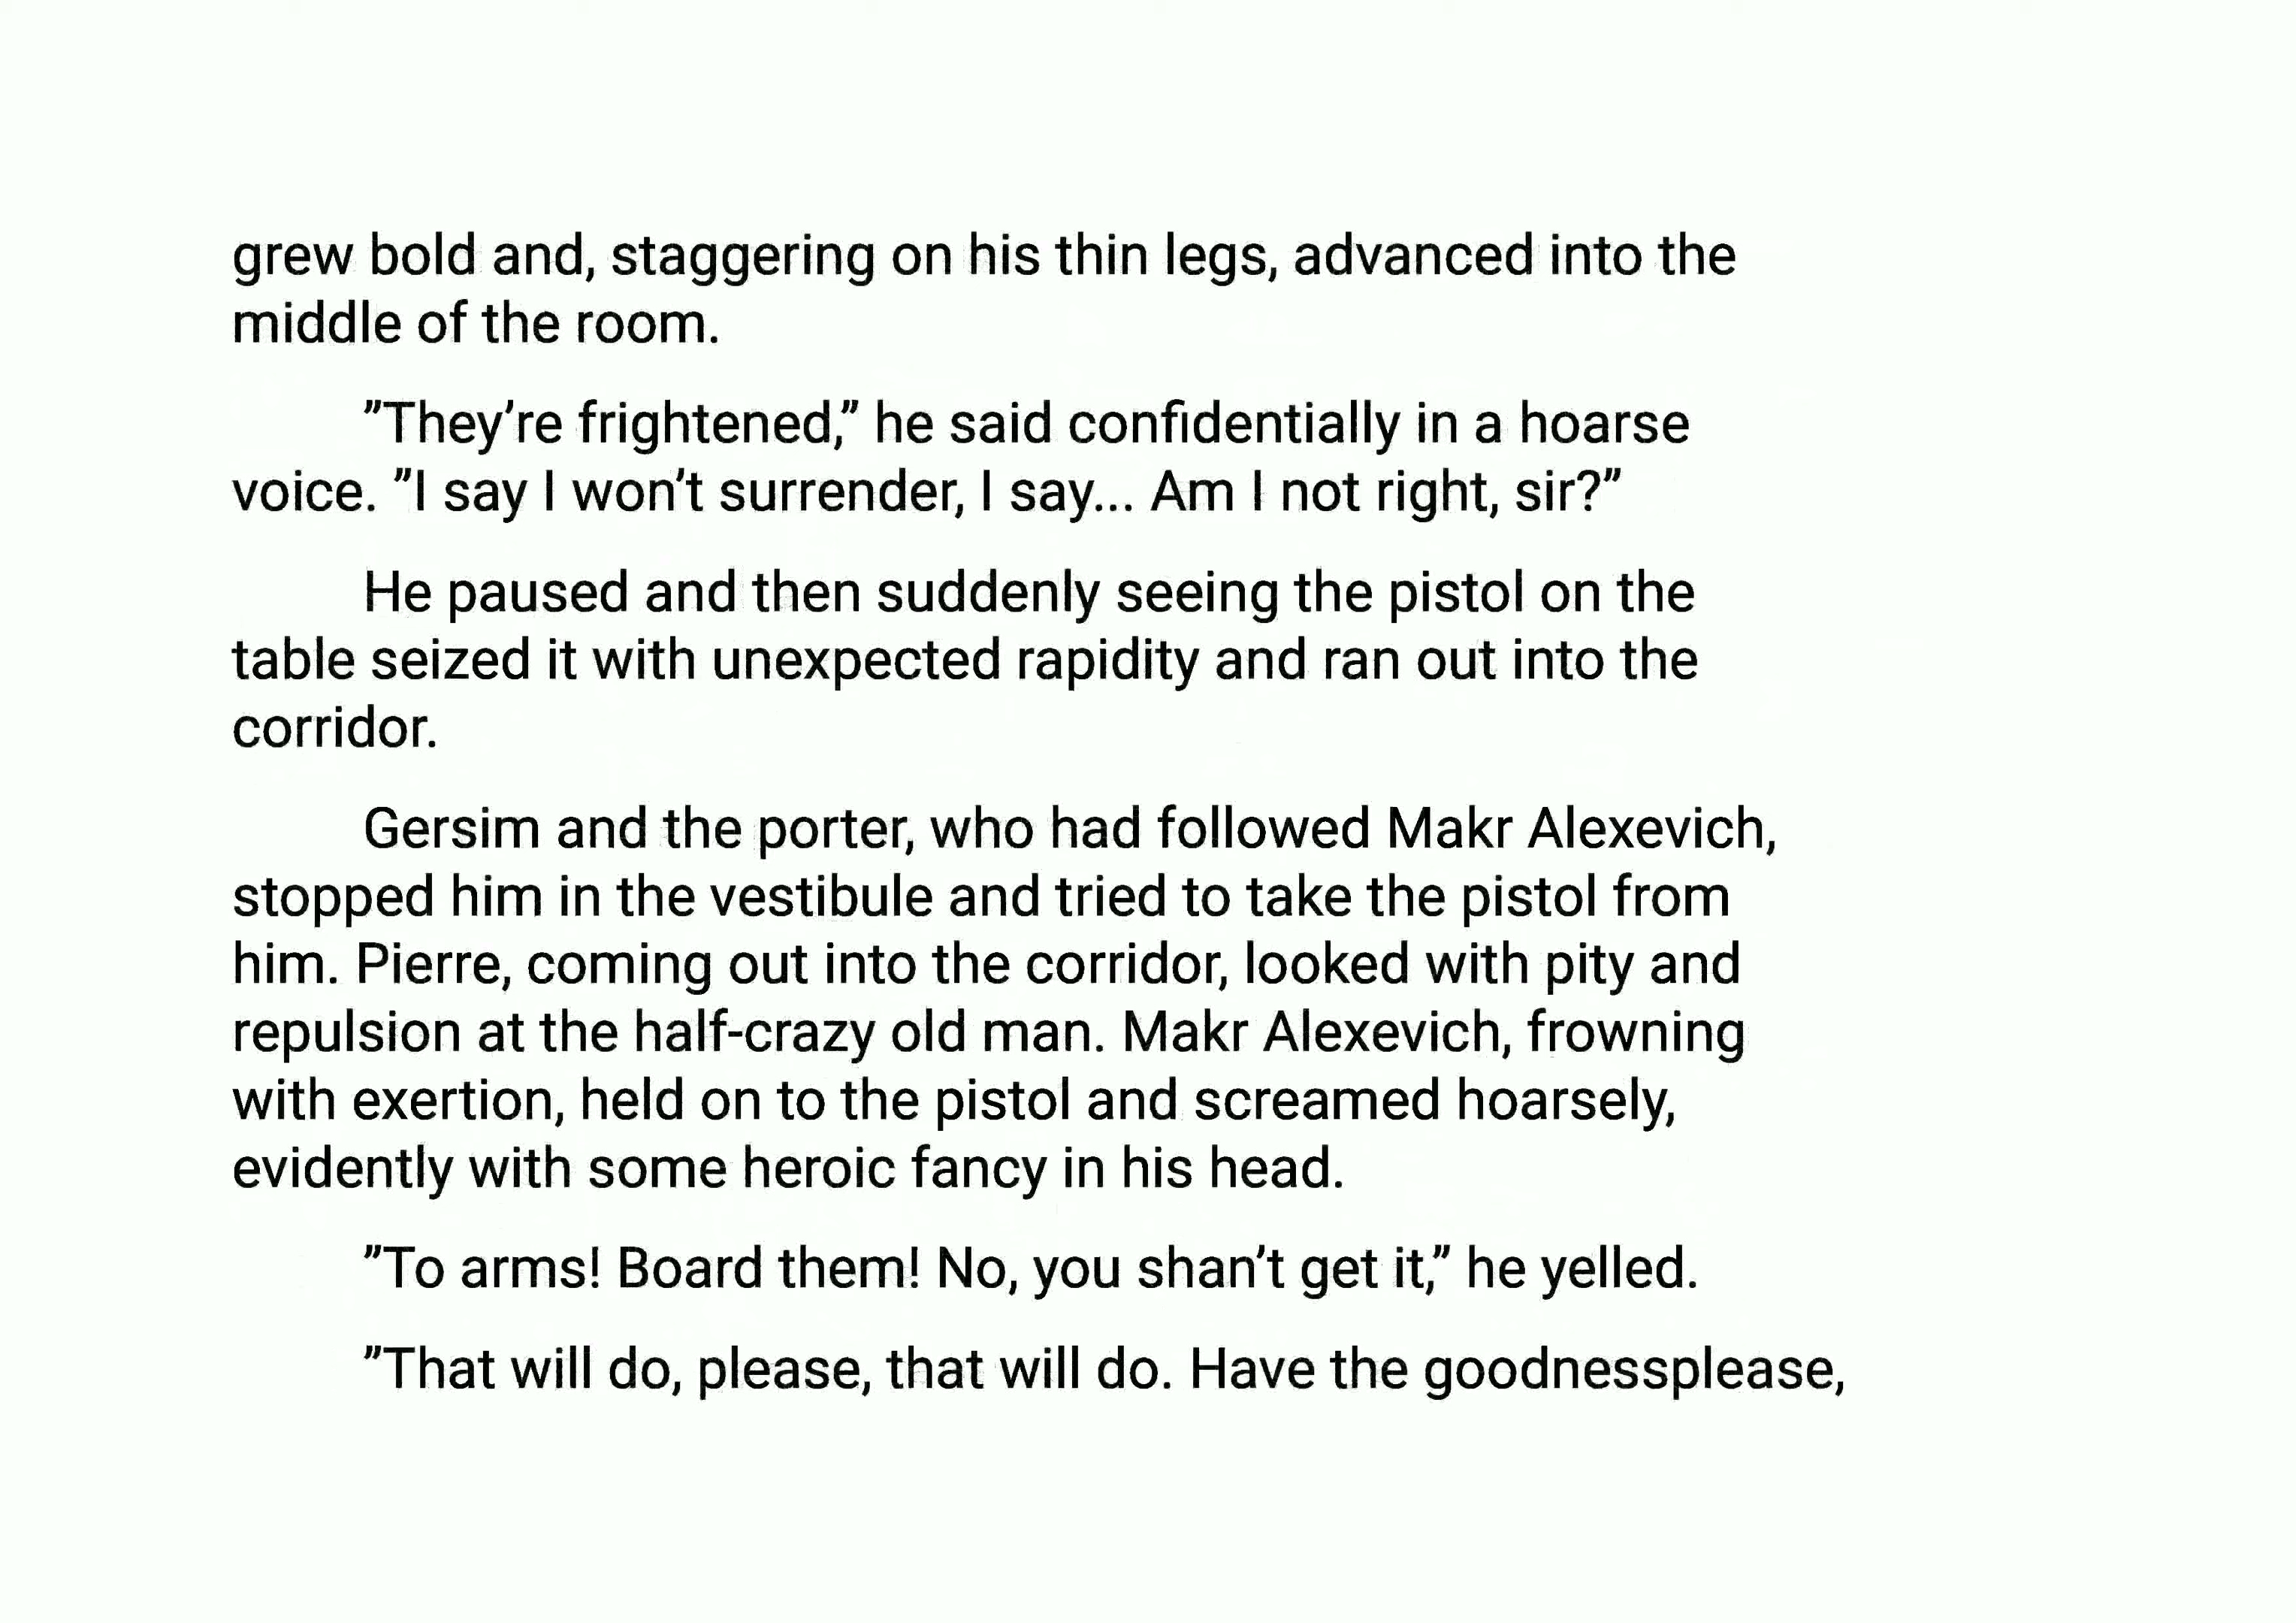 grew bold and, staggering on his thin legs, advanced into the
middle of the room.
”They’re frightened,” he said confidentially in a hoarse
voice. ”I say I won’t surrender, I say... Am I not right, sir?”
He paused and then suddenly seeing the pistol on the
table seized it with unexpected rapidity and ran out into the
corridor.
Gersim and the porter, who had followed Makr Alexevich,
stopped him in the vestibule and tried to take the pistol from
him. Pierre, coming out into the corridor, looked with pity and
repulsion at the half-crazy old man. Makr Alexevich, frowning
with exertion, held on to the pistol and screamed hoarsely,
evidently with some heroic fancy in his head.
”To arms! Board them! No, you shan’t get it,” he yelled.
”That will do, please, that will do. Have the goodnessplease,